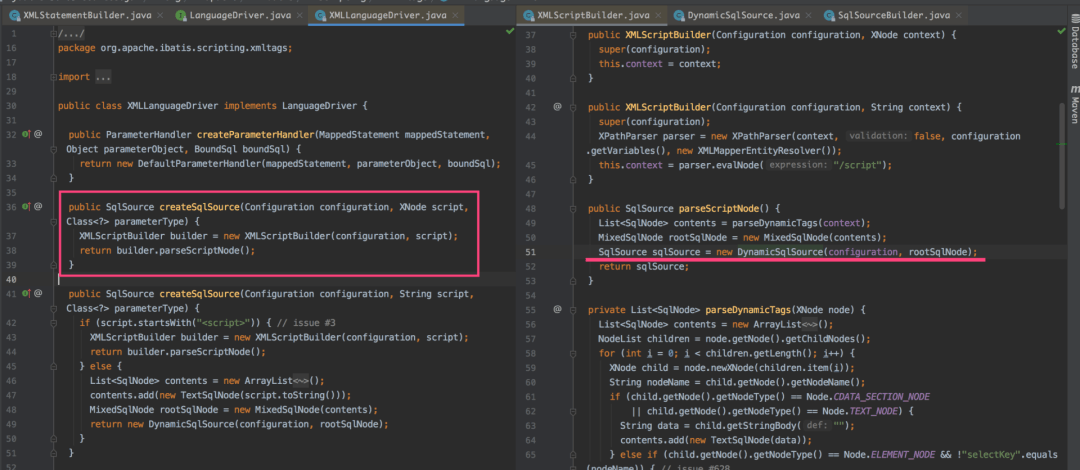 XMLStatementBuilder.java × LanguageDriver.java × XMLLanguageDriver.java ×
1 /.../
16 package org.apache.ibatis.scripting.xmltags;
17
18 import ...
29
30 public class XMLLanguageDriver implements LanguageDriver {
31
32 @ public ParameterHandler createParameterHandler(MappedStatement mappedStatement,
Object parameterObject, BoundSql boundSql) {
33 return new DefaultParameterHandler(mappedStatement, parameterObject, boundSql);
34 }
35
36 @ public SqlSource createSqlSource(Configuration configuration, XNode script,
Class<?> parameterType) {
37 XMLScriptBuilder builder = new XMLScriptBuilder(configuration, script);
38 return builder.parseScriptNode();
39 }
40
41 @ public SqlSource createSqlSource(Configuration configuration, String script,
Class<?> parameterType) {
42 if (script.startsWith("<script>")) { // issue #3
43 XMLScriptBuilder builder = new XMLScriptBuilder(configuration, script);
44 return builder.parseScriptNode();
45 } else {
46 List<SqlNode> contents = new ArrayList<~>();
47 contents.add(new TextSqlNode(script.toString()));
48 MixedSqlNode rootSqlNode = new MixedSqlNode(contents);
49 return new DynamicSqlSource(configuration, rootSqlNode);
50 }
51 }
52
XMLScriptBuilder.java × DynamicSqlSource.java × SqlSourceBuilder.java ×
37 public XMLScriptBuilder(Configuration configuration, XNode context) {
38 super(configuration);
39 this.context = context;
40 }
41
42 @ public XMLScriptBuilder(Configuration configuration, String context) {
43 super(configuration);
44 XPathParser parser = new XPathParser(context, validation: false, configuration
.getVariables(), new XMLMapperEntityResolver());
45 this.context = parser.evalNode( expression: "/script");
46 }
47
48 public SqlSource parseScriptNode() {
49 List<SqlNode> contents = parseDynamicTags(context);
50 MixedSqlNode rootSqlNode = new MixedSqlNode(contents);
51 SqlSource sqlSource = new DynamicSqlSource(configuration, rootSqlNode);
52 return sqlSource;
53 }
54
55 @ private List<SqlNode> parseDynamicTags(XNode node) {
56 List<SqlNode> contents = new ArrayList<~>();
57 NodeList children = node.getNode().getChildNodes();
58 for (int i = 0; i < children.getLength(); i++) {
59 XNode child = node.newXNode(children.item(i));
60 String nodeName = child.getNode().getNodeName();
61 if (child.getNode().getNodeType() == Node.CDATA_SECTION_NODE
62 || child.getNode().getNodeType() == Node.TEXT_NODE) {
63 String data = child.getStringBody( def: "");
64 contents.add(new TextSqlNode(data));
65 } else if (child.getNode().getNodeType() == Node.ELEMENT_NODE && !"selectKey".equals
(nodeName)) { // issue #628
Database
Maven